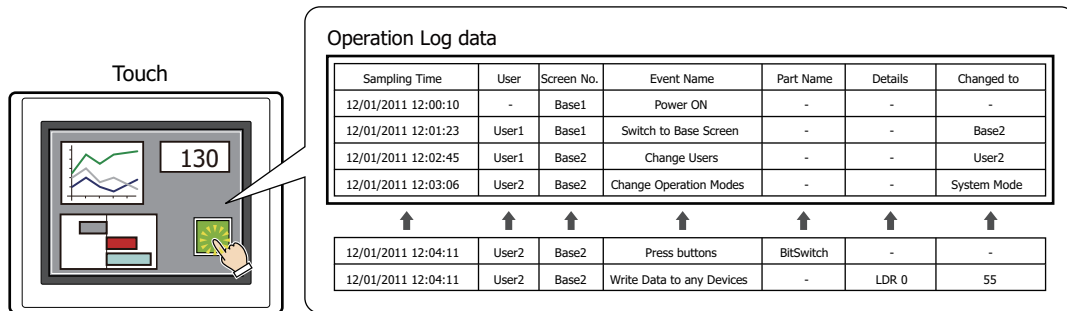 Operation Log data
Touch
130
Sampling Time User Screen No. Event Name Part Name Details Changed to
12/01/2011 12:00:10 - Base1 Power ON - - -
12/01/2011 12:01:23 User1 Base1 Switch to Base Screen - - Base2
12/01/2011 12:02:45 User1 Base2 Change Users - - User2
12/01/2011 12:03:06 User2 Base2 Change Operation Modes - - System Mode
12/01/2011 12:04:11 User2 Base2 Press buttons BitSwitch - -
12/01/2011 12:04:11 User2 Base2 Write Data to any Devices - LDR 0 55